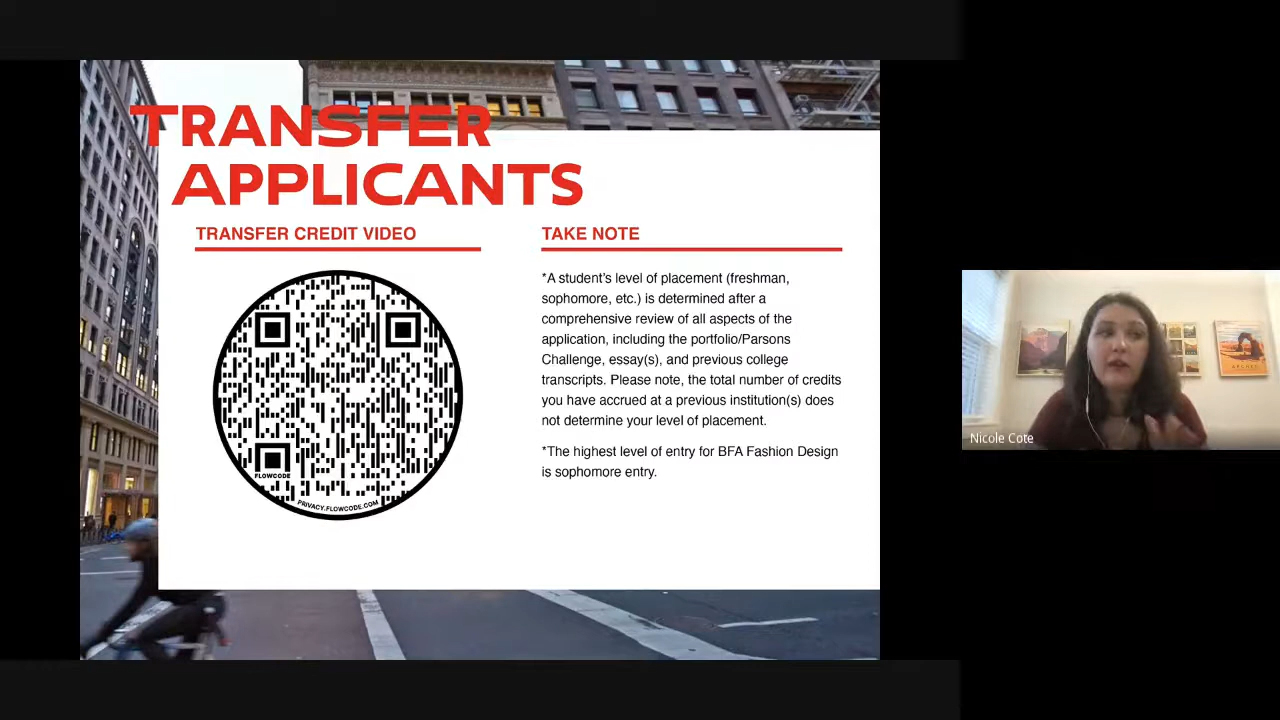 TRANSFER
APPLICANTS
TRANSFER CREDIT VIDEO
FLOWCODE
PRIVACY.FLOWCODE.COM
TAKE NOTE
*A student's level of placement (freshman,
sophomore, etc.) is determined after a
comprehensive review of all aspects of the
application, including the portfolio/Parsons
Challenge, essay(s), and previous college
transcripts. Please note, the total number of credits
you have accrued at a previous institution(s) does
not determine your level of placement.
*The highest level of entry for BFA Fashion Design
is sophomore entry.
ARCHES
Nicole Cote